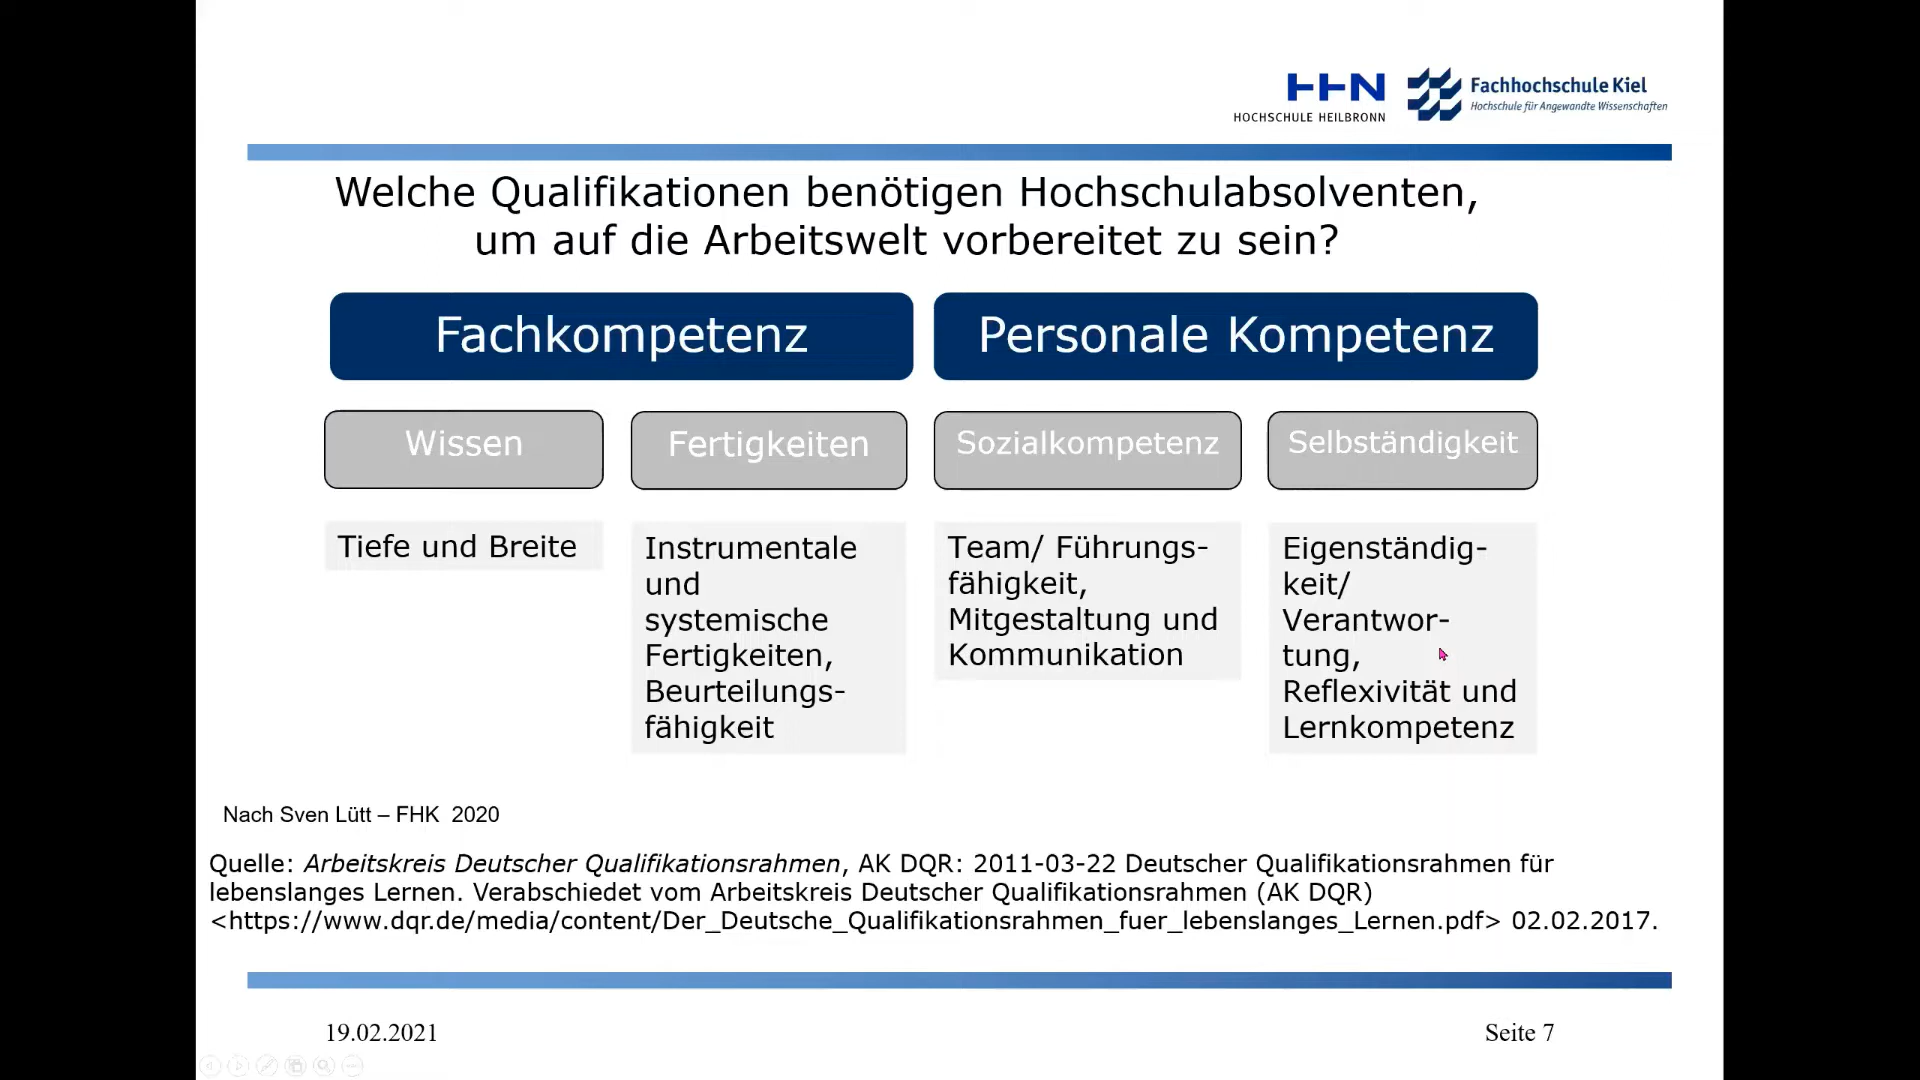 HHN
HOCHSCHULE HEILBRONN
Fachhochschule Kiel
Hochschule für Angewandte Wissenschaften
Welche Qualifikationen benötigen Hochschulabsolventen,
um auf die Arbeitswelt vorbereitet zu sein?
Fachkompetenz
Personale Kompetenz
Wissen
Fertigkeiten
Sozialkompetenz
Selbständigkeit
Tiefe und Breite
Instrumentale
und
systemische
Fertigkeiten,
Beurteilungs-
fähigkeit
Team/ Führungs-
fähigkeit,
Mitgestaltung und
Kommunikation
Eigenständig-
keit/
Verantwor-
tung,
Reflexivität und
Lernkompetenz
Nach Sven Lütt – FHK 2020
Quelle: Arbeitskreis Deutscher Qualifikationsrahmen, AK DQR: 2011-03-22 Deutscher Qualifikationsrahmen für
lebenslanges Lernen. Verabschiedet vom Arbeitskreis Deutscher Qualifikationsrahmen (AK DQR)
<https://www.dqr.de/media/content/Der_Deutsche_Qualifikationsrahmen_fuer_lebenslanges_Lernen.pdf> 02.02.2017.
19.02.2021
Seite 7